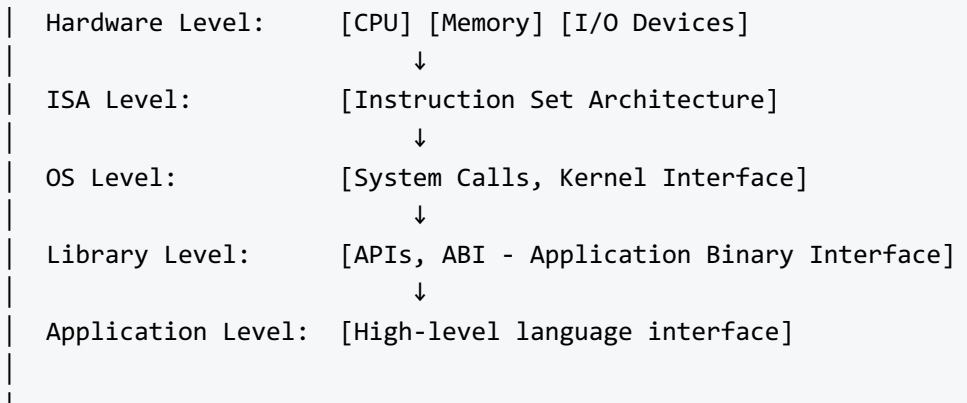 | Hardware Level:      [CPU] [Memory] [I/O Devices]
|                           ↓
| ISA Level:           [Instruction Set Architecture]
|                           ↓
| OS Level:            [System Calls, Kernel Interface]
|                           ↓
| Library Level:       [APIs, ABI - Application Binary Interface]
|                           ↓
| Application Level:  [High-level language interface]
|
|